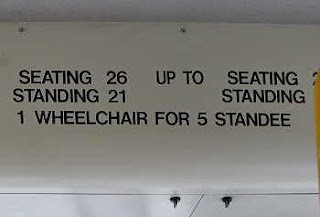 SEATING 26 UP TO SEATING
STANDING 21 STANDING
1 WHEELCHAIR FOR 5 STANDEE